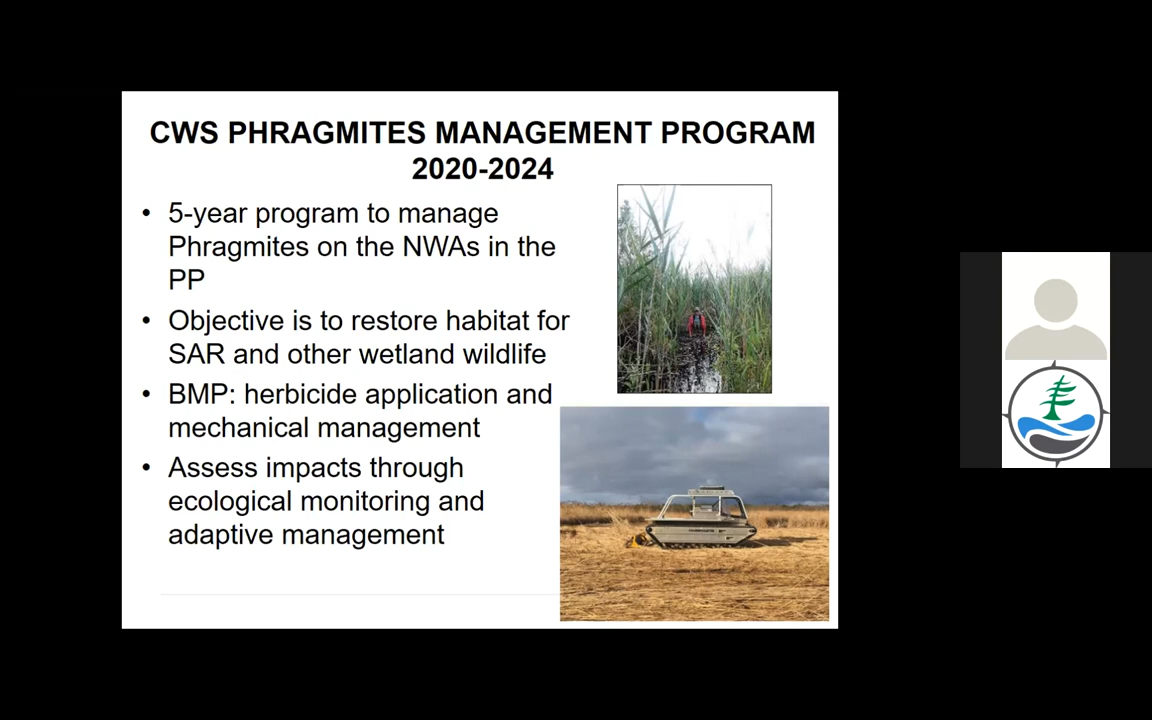 CWS PHRAGMITES MANAGEMENT PROGRAM
2020-2024
• 5-year program to manage
Phragmites on the NWAs in the
PP
• Objective is to restore habitat for
SAR and other wetland wildlife
• BMP: herbicide application and
mechanical management
• Assess impacts through
ecological monitoring and
adaptive management